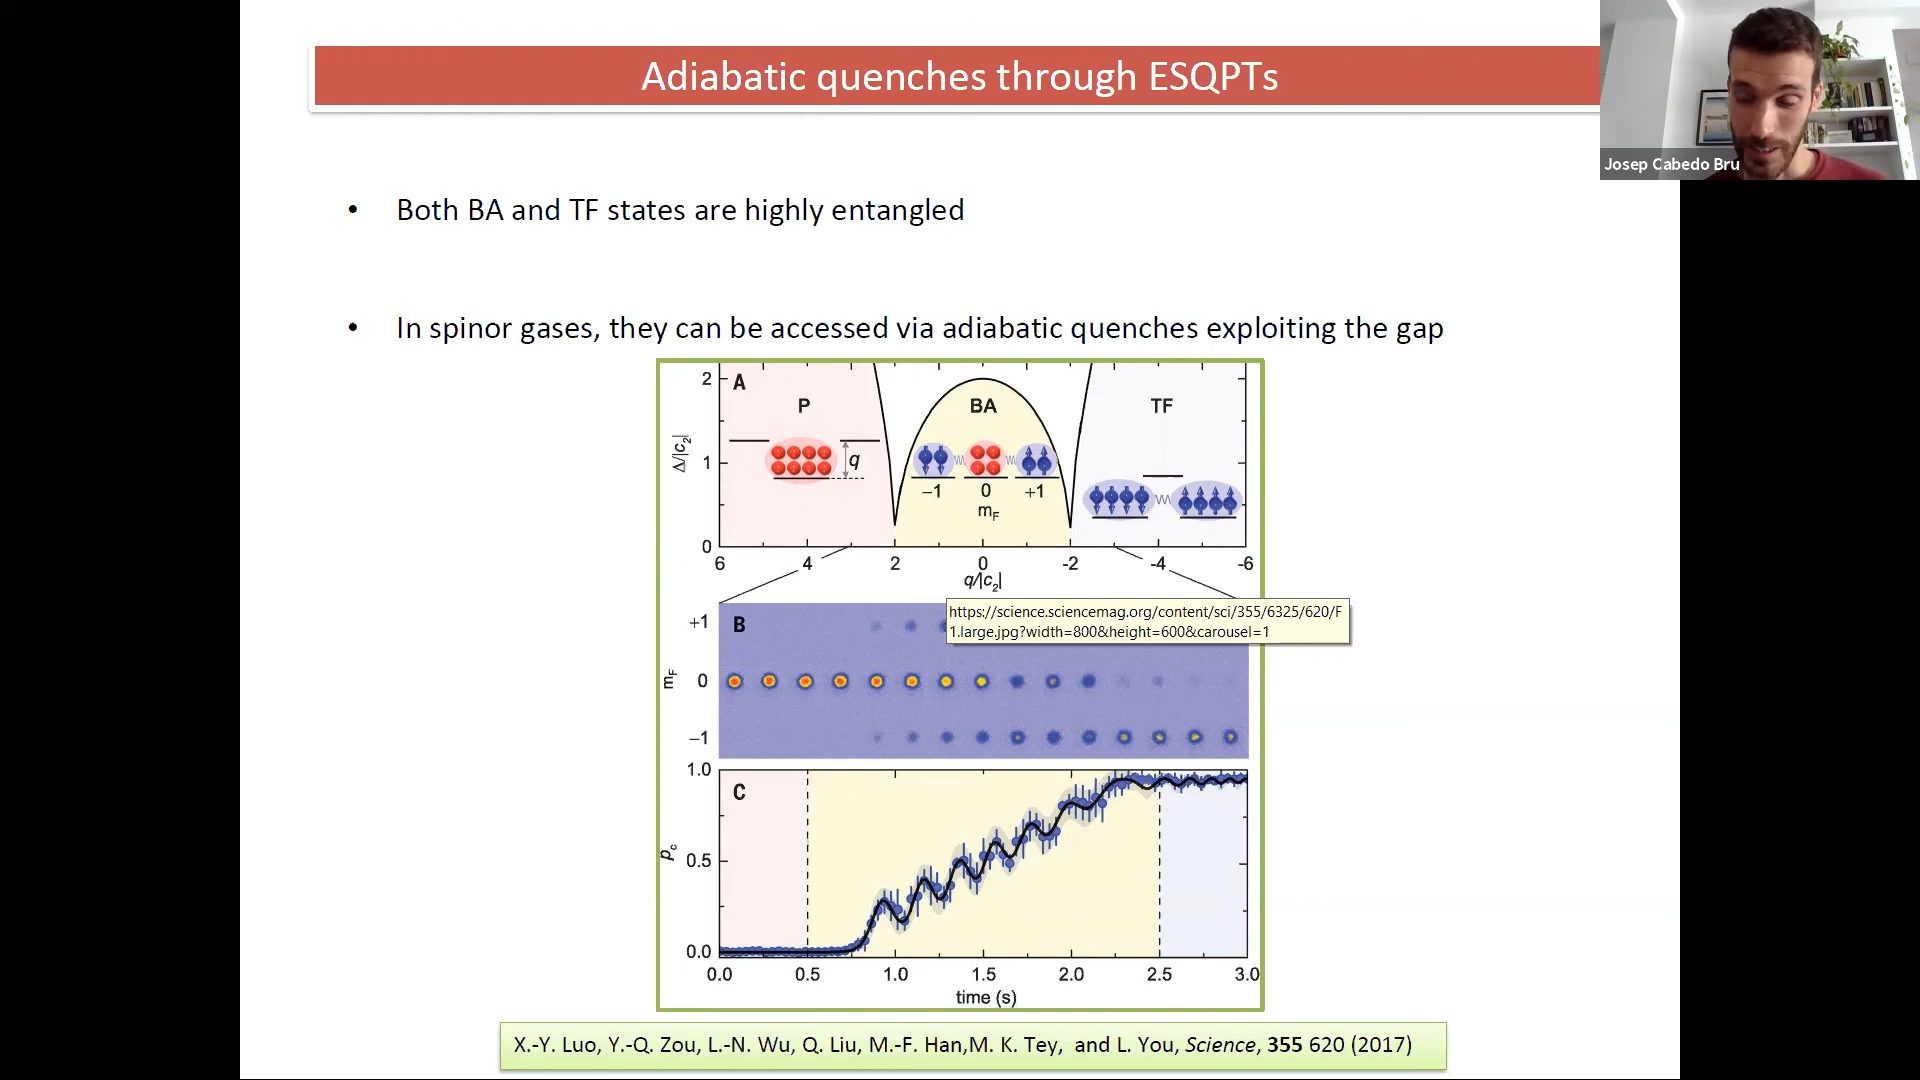 Adiabatic quenches through ESQPTs
Josep Cabedo Bru
• Both BA and TF states are highly entangled
• In spinor gases, they can be accessed via adiabatic quenches exploiting the gap
A
P
BA
TF
2
1
0
Δ/|c₂|
q
−1
0
+1
m_F
6
4
2
0
-2
-4
-6
q/|c₂|
https://science.sciencemag.org/content/sci/355/6325/620/F
1.large.jpg?width=800&height=600&carousel=1
B
+1
0
−1
m_F
C
1.0
0.5
0.0
p_c
0.0
0.5
1.0
1.5
2.0
2.5
3.0
time (s)
X.-Y. Luo, Y.-Q. Zou, L.-N. Wu, Q. Liu, M.-F. Han,M. K. Tey, and L. You, Science, 355 620 (2017)